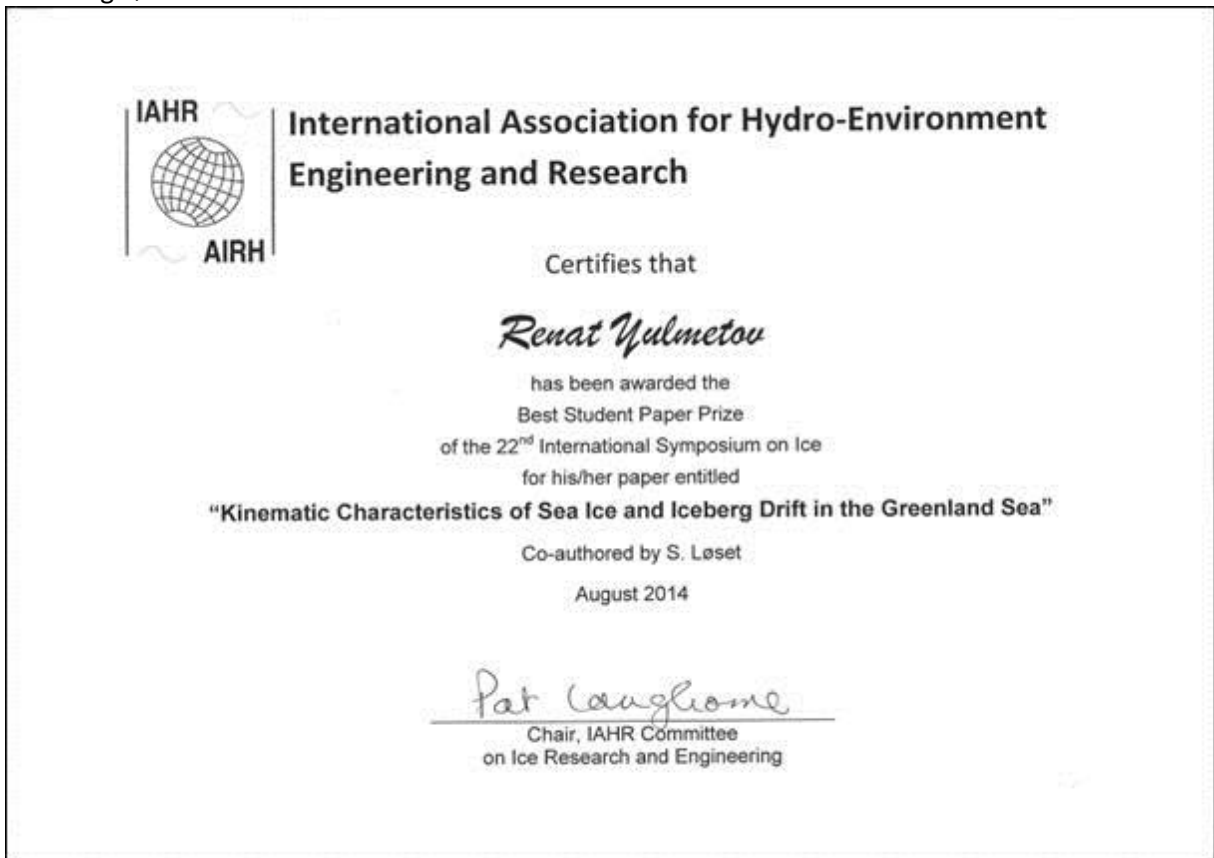 IAHR
AIRH
International Association for Hydro-Environment
Engineering and Research
Certifies that
Renat Yulmetov
has been awarded the
Best Student Paper Prize
of the 22nd International Symposium on Ice
for his/her paper entitled
“Kinematic Characteristics of Sea Ice and Iceberg Drift in the Greenland Sea”
Co-authored by S. Løset
August 2014
Pat Langhorne
Chair, IAHR Committee
on Ice Research and Engineering